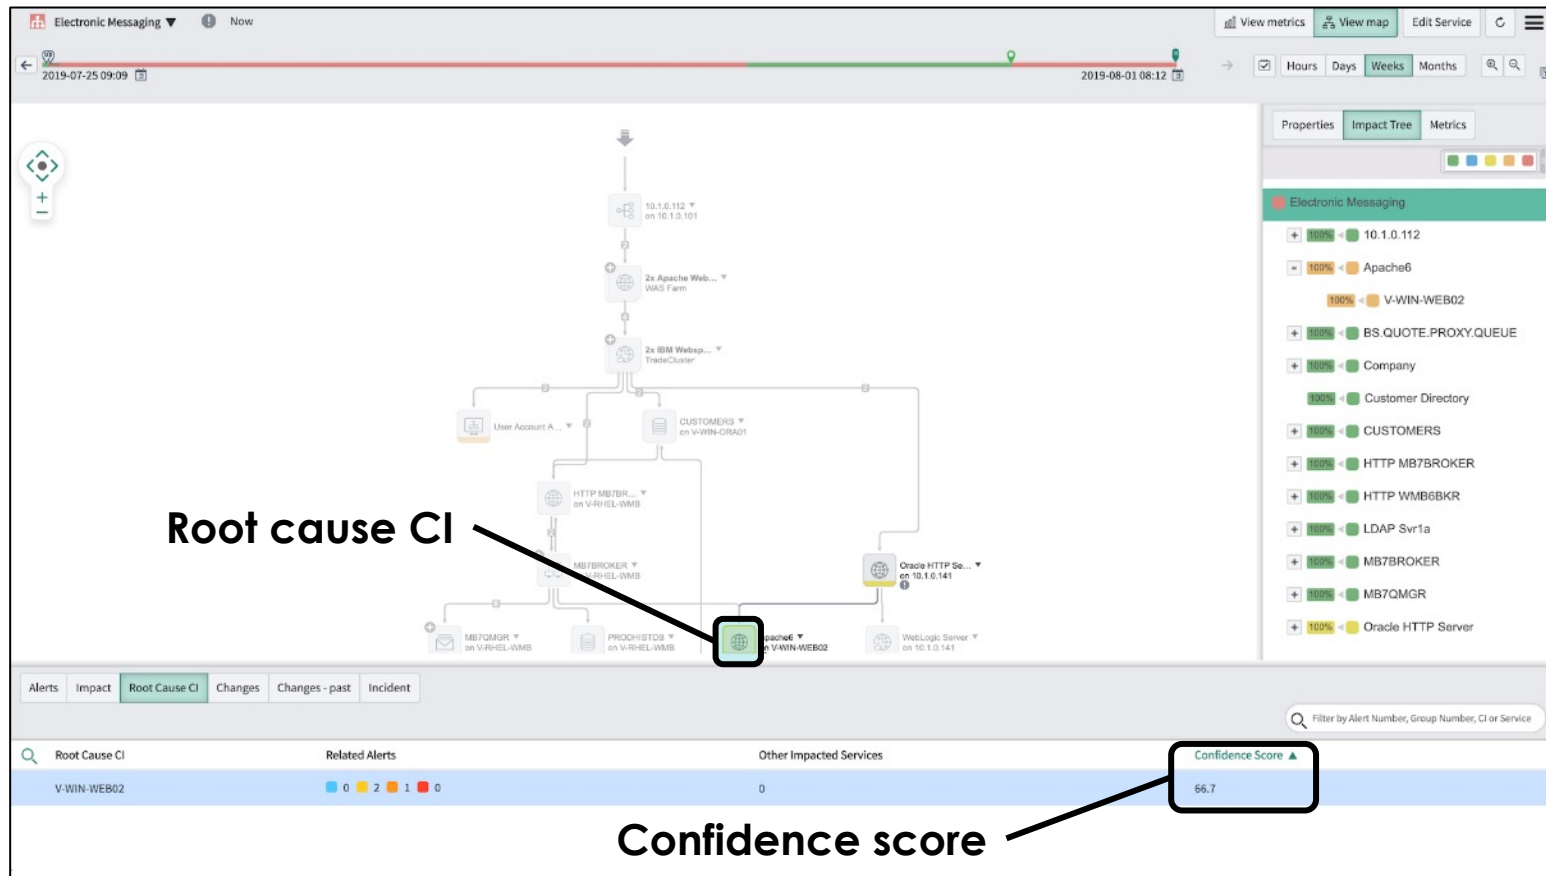 Electronic Messaging ▼ Now
View metrics View map Edit Service
2019-07-25 09:09
2019-08-01 08:12
Hours Days Weeks Months
Properties Impact Tree Metrics
Electronic Messaging
100% 10.1.0.112
100% Apache6
100% V-WIN-WEB02
100% BS.QUOTE.PROXY.QUEUE
100% Company
100% Customer Directory
100% CUSTOMERS
100% HTTP MB7BROKER
100% HTTP WMB6BKR
100% LDAP Svr1a
100% MB7BROKER
100% MB7QMGR
100% Oracle HTTP Server
10.1.0.112 ▼
on 10.1.0.101
2
2x Apache Web... ▼
WAS Farm
2x IBM Websp... ▼
TradeCluster
User Account A... ▼
CUSTOMERS ▼
on V-WIN-ORA01
HTTP MB7BR... ▼
on V-RHEL-WMB
Root cause CI
MB7BROKER ▼
V-RHEL-WMB
Oracle HTTP Se... ▼
on 10.1.0.141
MB7QMGR ▼
on V-RHEL-WMB
PRODHISTDB ▼
on V-RHEL-WMB
Apache6 ▼
on V-WIN-WEB02
WebLogic Server ▼
on 10.1.0.141
Alerts Impact Root Cause CI Changes Changes - past Incident
Filter by Alert Number, Group Number, CI or Service
Root Cause CI Related Alerts Other Impacted Services Confidence Score ▲
V-WIN-WEB02 0 2 1 0 0 66.7
Confidence score